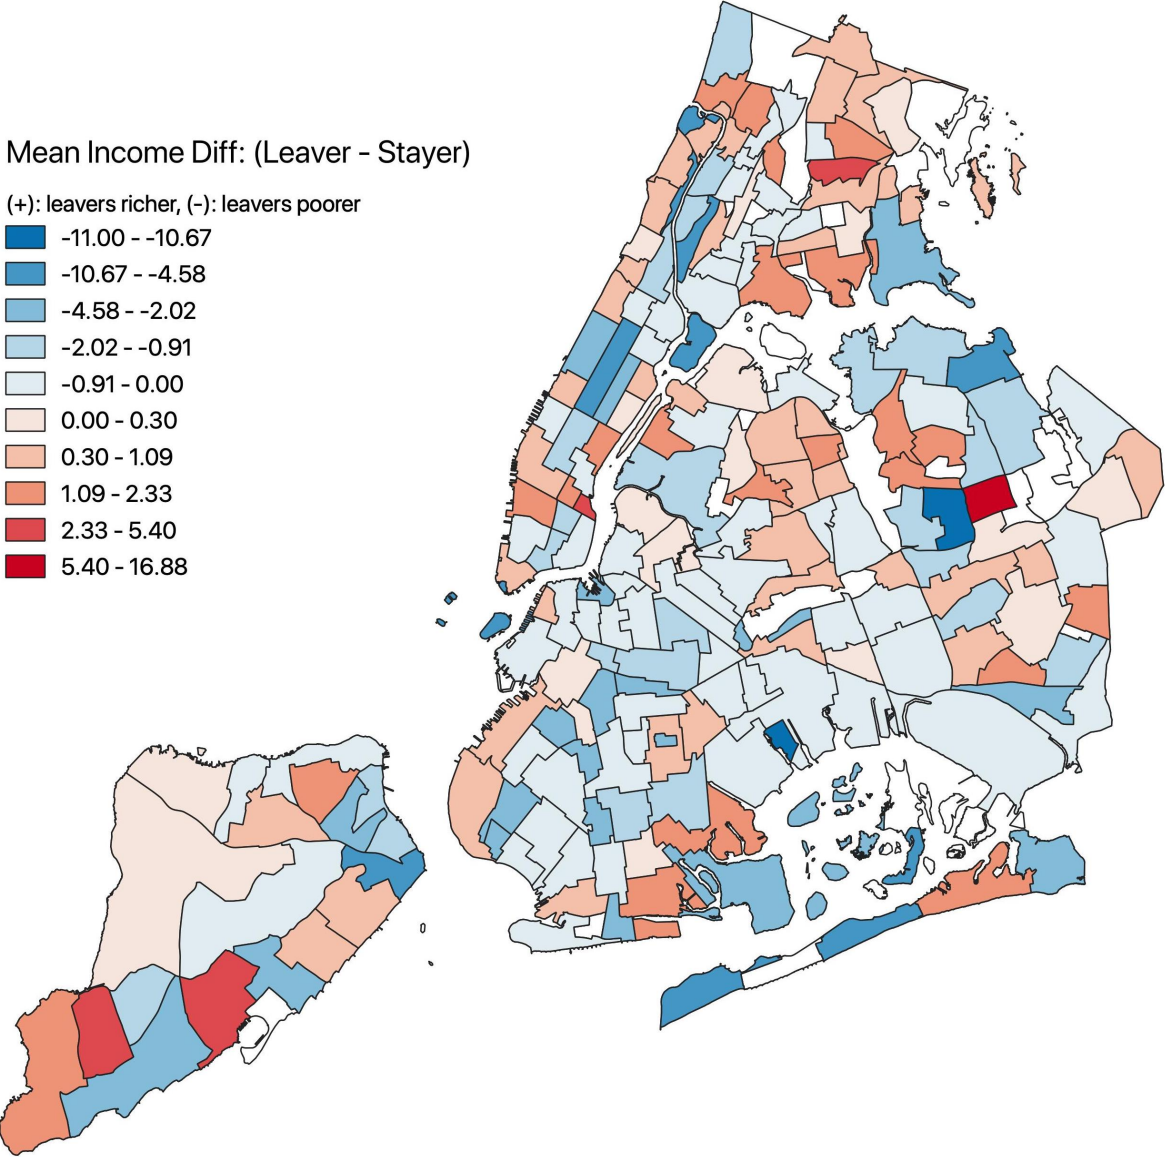 Mean Income Diff: (Leaver - Stayer)
(+): leavers richer, (-): leavers poorer
-11.00 - -10.67
-10.67 - -4.58
-4.58 - -2.02
-2.02 - -0.91
-0.91 - 0.00
0.00 - 0.30
0.30 - 1.09
1.09 - 2.33
2.33 - 5.40
5.40 - 16.88